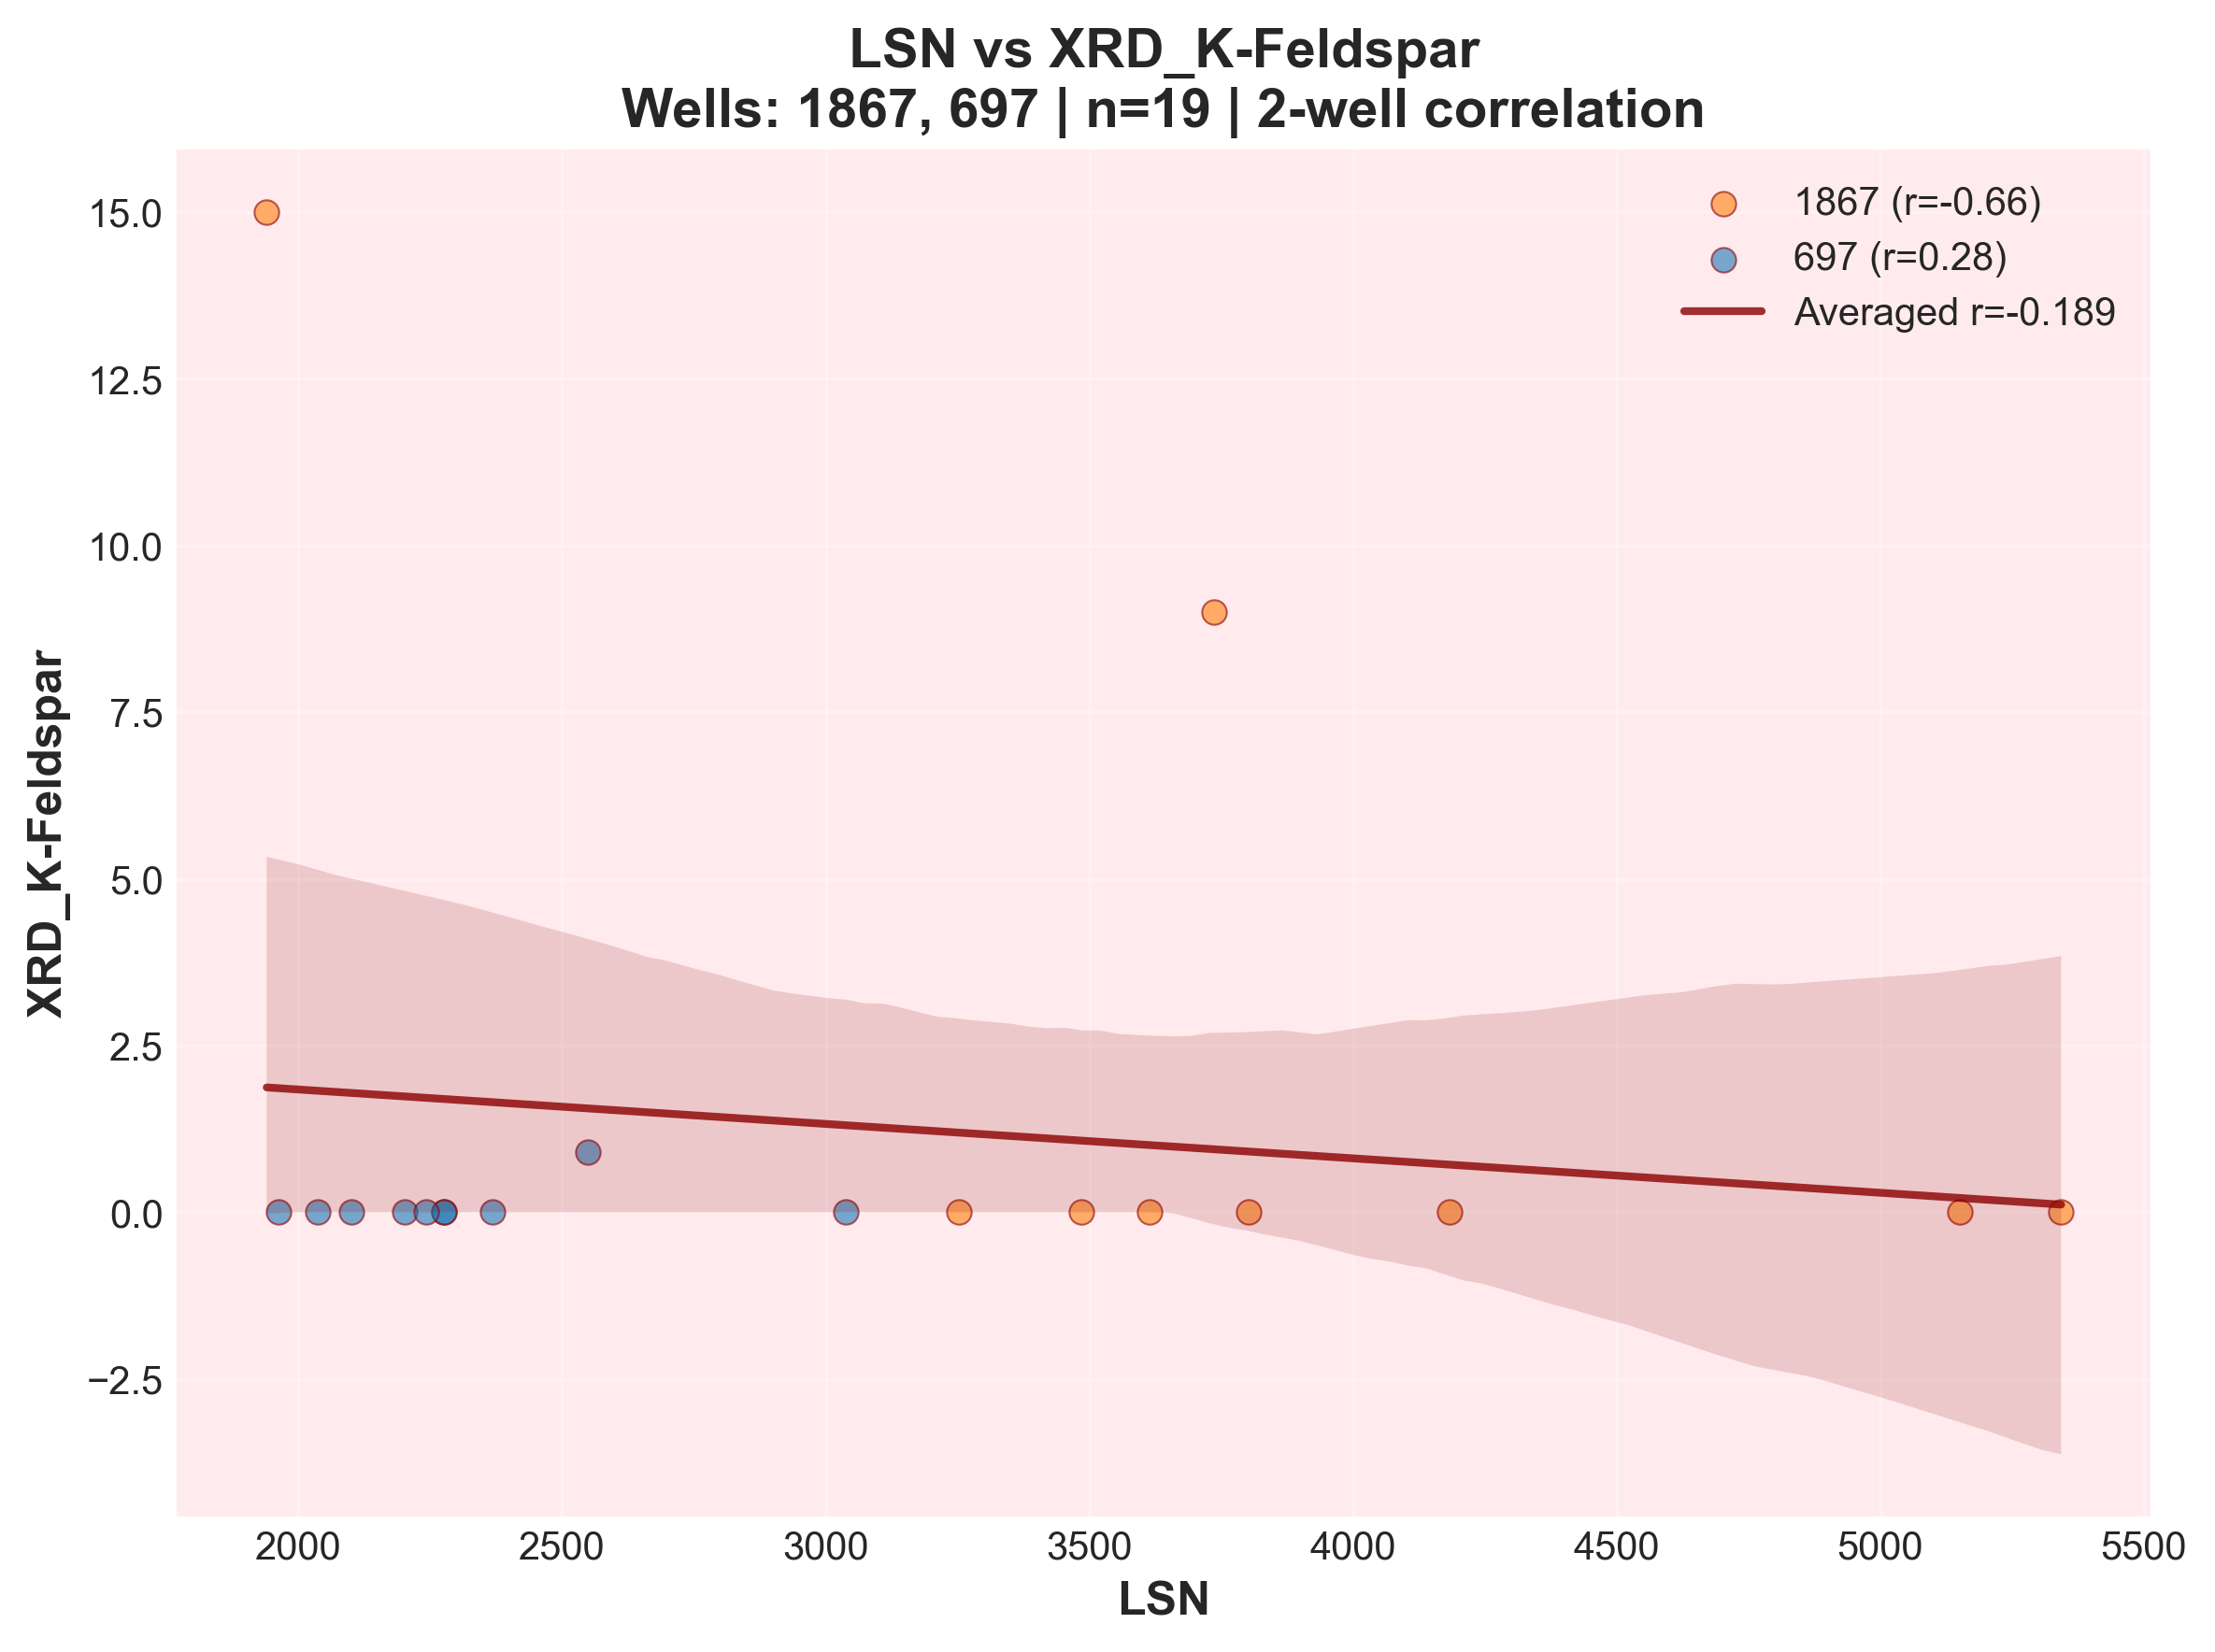 LSN vs XRD_K-Feldspar
Wells: 1867, 697 | n=19 | 2-well correlation
1867 (r=-0.66)
697 (r=0.28)
Averaged r=-0.189
XRD_K-Feldspar
15.0
12.5
10.0
7.5
5.0
2.5
0.0
−2.5
2000 2500 3000 3500 4000 4500 5000 5500
LSN